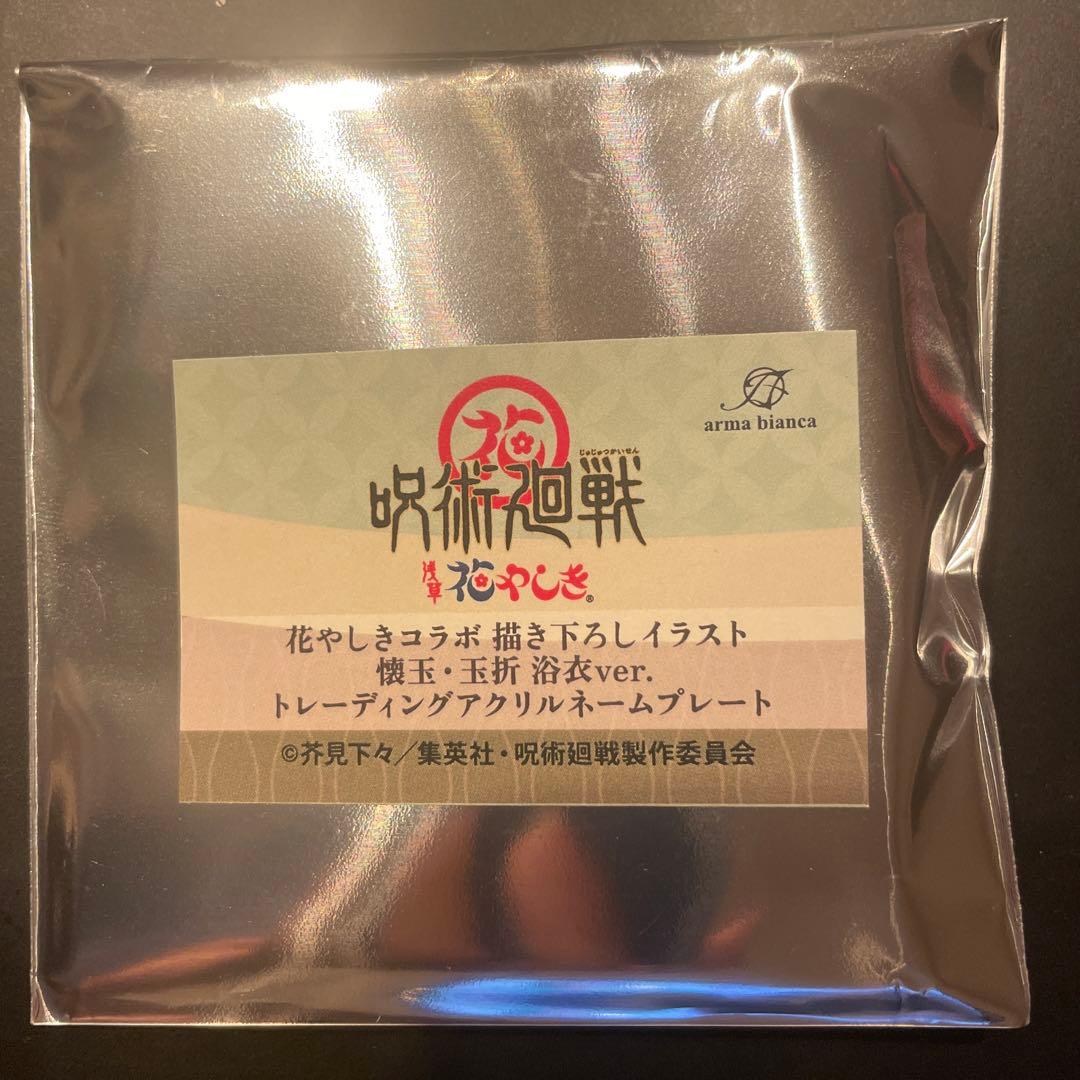 花
arma bianca
じゅじゅつかいせん
呪術廻戦
浅草 花やしき®
花やしきコラボ 描き下ろしイラスト
懐玉・玉折 浴衣ver.
トレーディングアクリルネームプレート
©芥見下々／集英社・呪術廻戦製作委員会